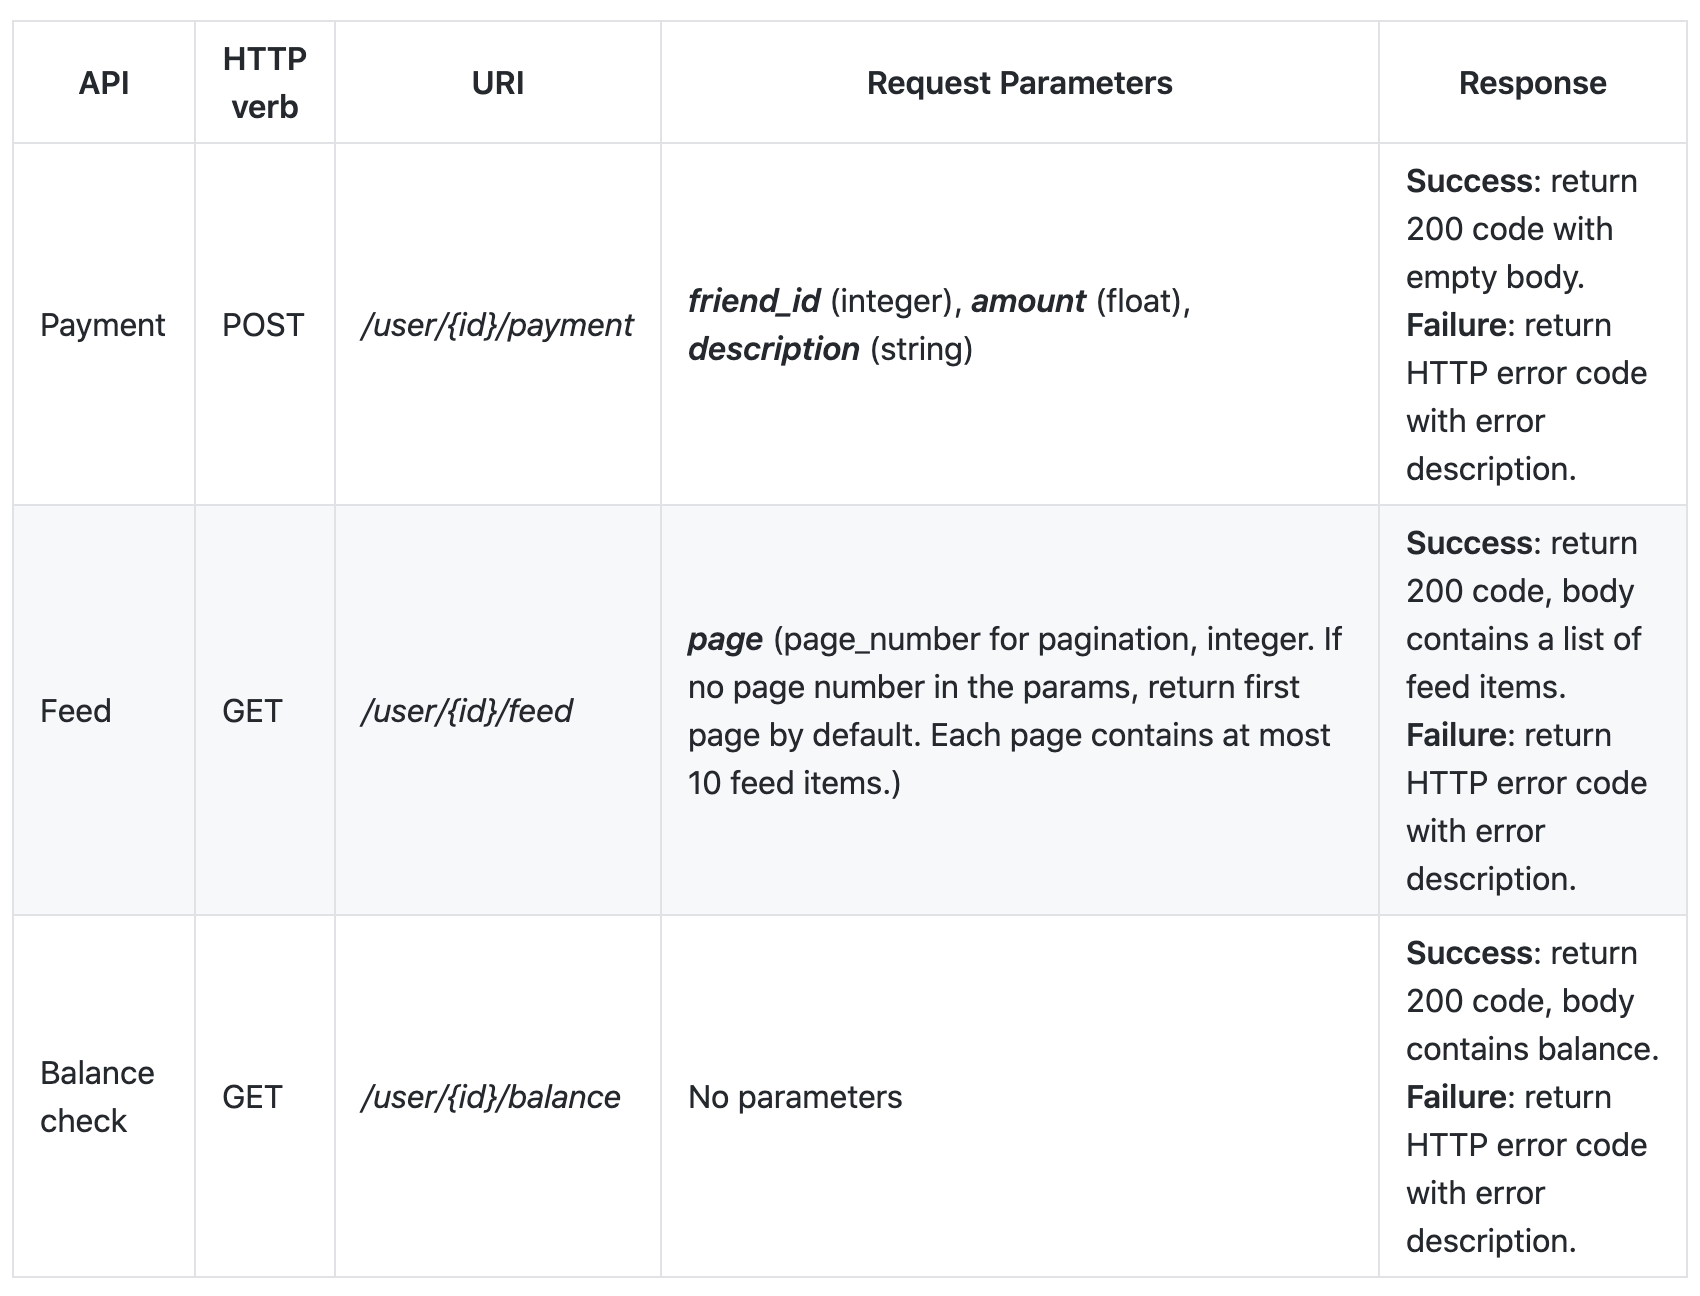 API
HTTP
verb
URI
Request Parameters
Response
Payment
POST
/user/{id}/payment
friend_id (integer), amount (float),
description (string)
Success: return
200 code with
empty body.
Failure: return
HTTP error code
with error
description.
Feed
GET
/user/{id}/feed
page (page_number for pagination, integer. If
no page number in the params, return first
page by default. Each page contains at most
10 feed items.)
Success: return
200 code, body
contains a list of
feed items.
Failure: return
HTTP error code
with error
description.
Balance
check
GET
/user/{id}/balance
No parameters
Success: return
200 code, body
contains balance.
Failure: return
HTTP error code
with error
description.